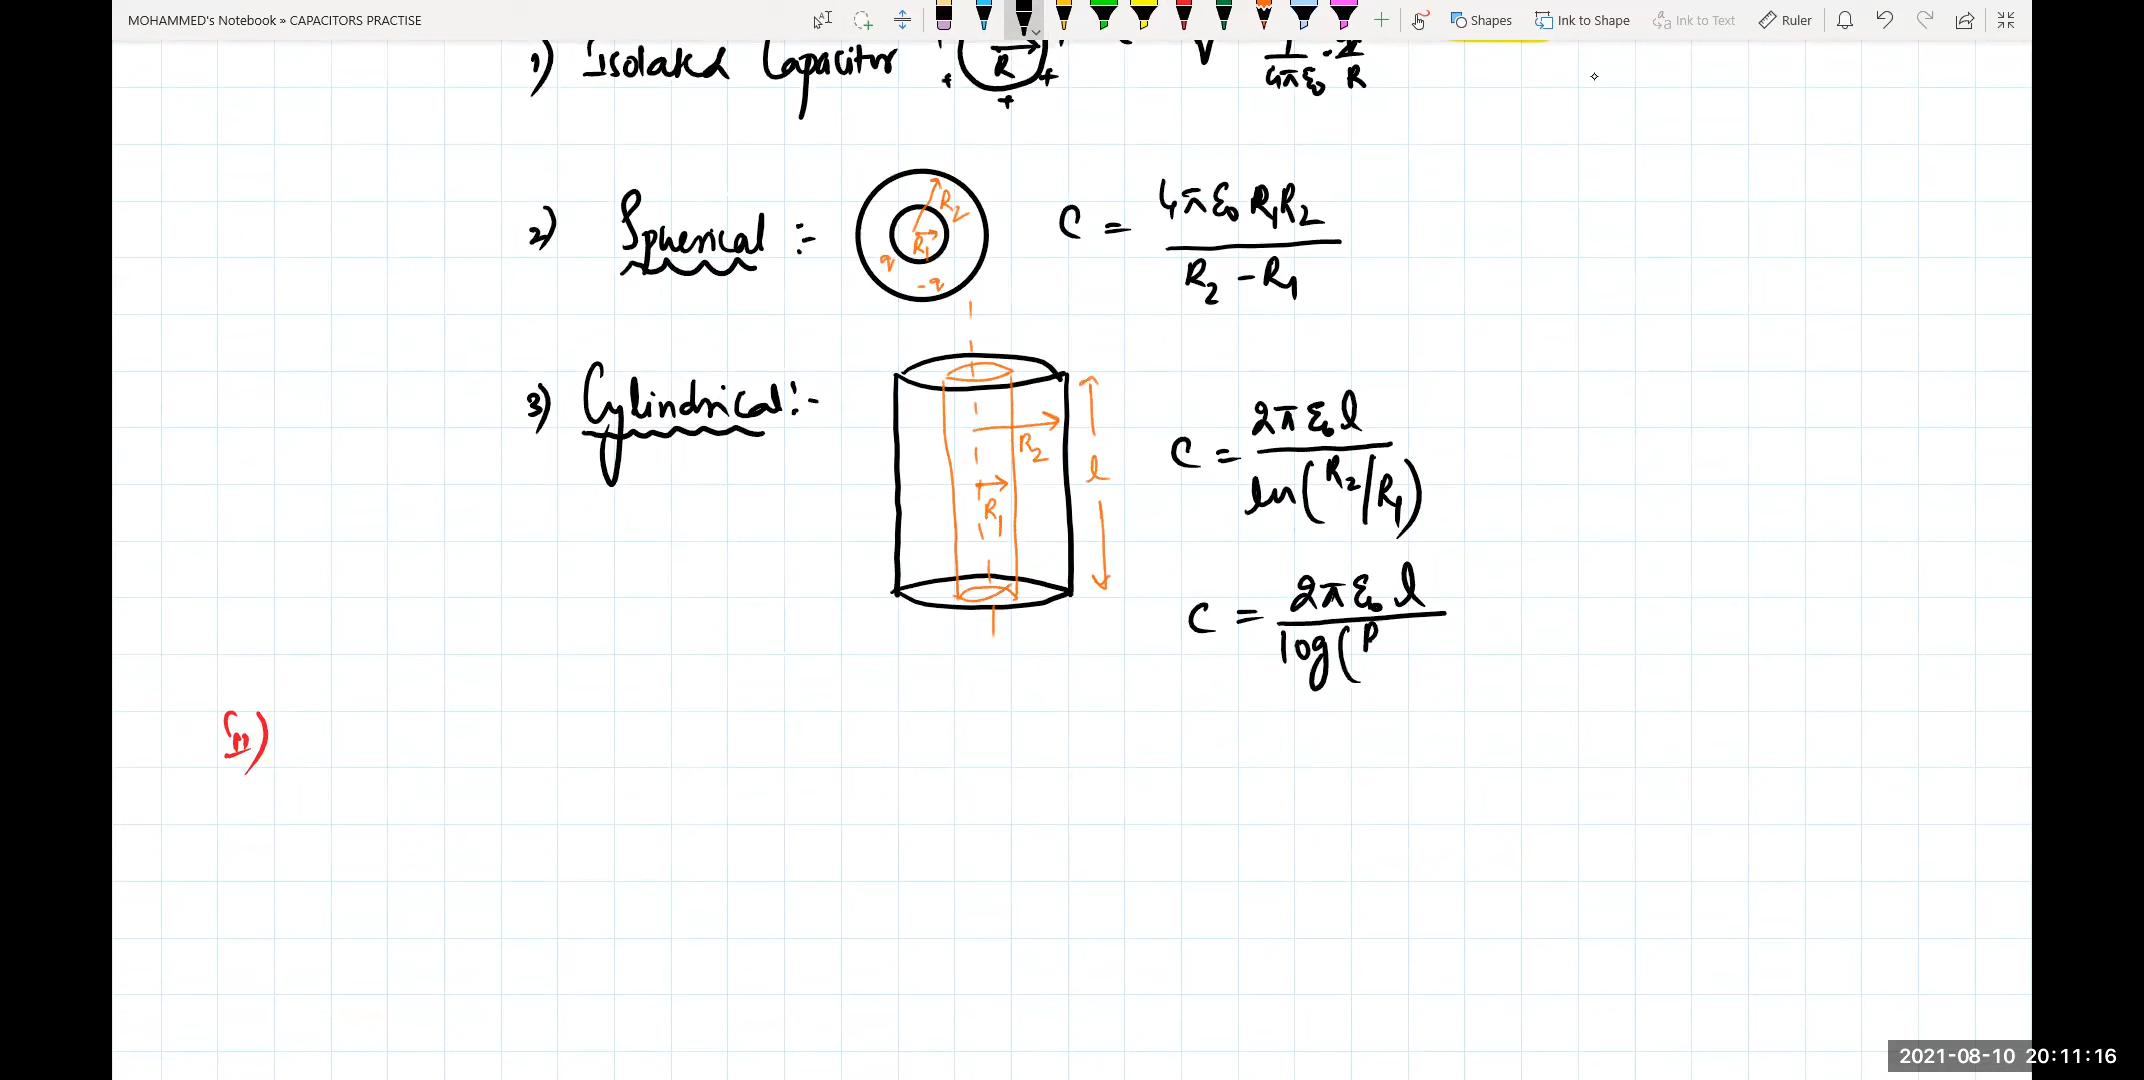 MOHAMMED's Notebook » CAPACITORS PRACTISE
Shapes
Ink to Shape
Ink to Text
Ruler
1) Isolated Capacitor
R
+ + +
V
1/4πε₀ ·
R
2) Spherical :-
R₂
R₁
q
-q
C = 4πε₀R₁R₂ / R₂ - R₁
3) Cylindrical :-
R₂
R₁
l
C = 2πε₀l / ln(R₂/R₁)
C = 2πε₀l / log(
2021-08-10 20:11:16